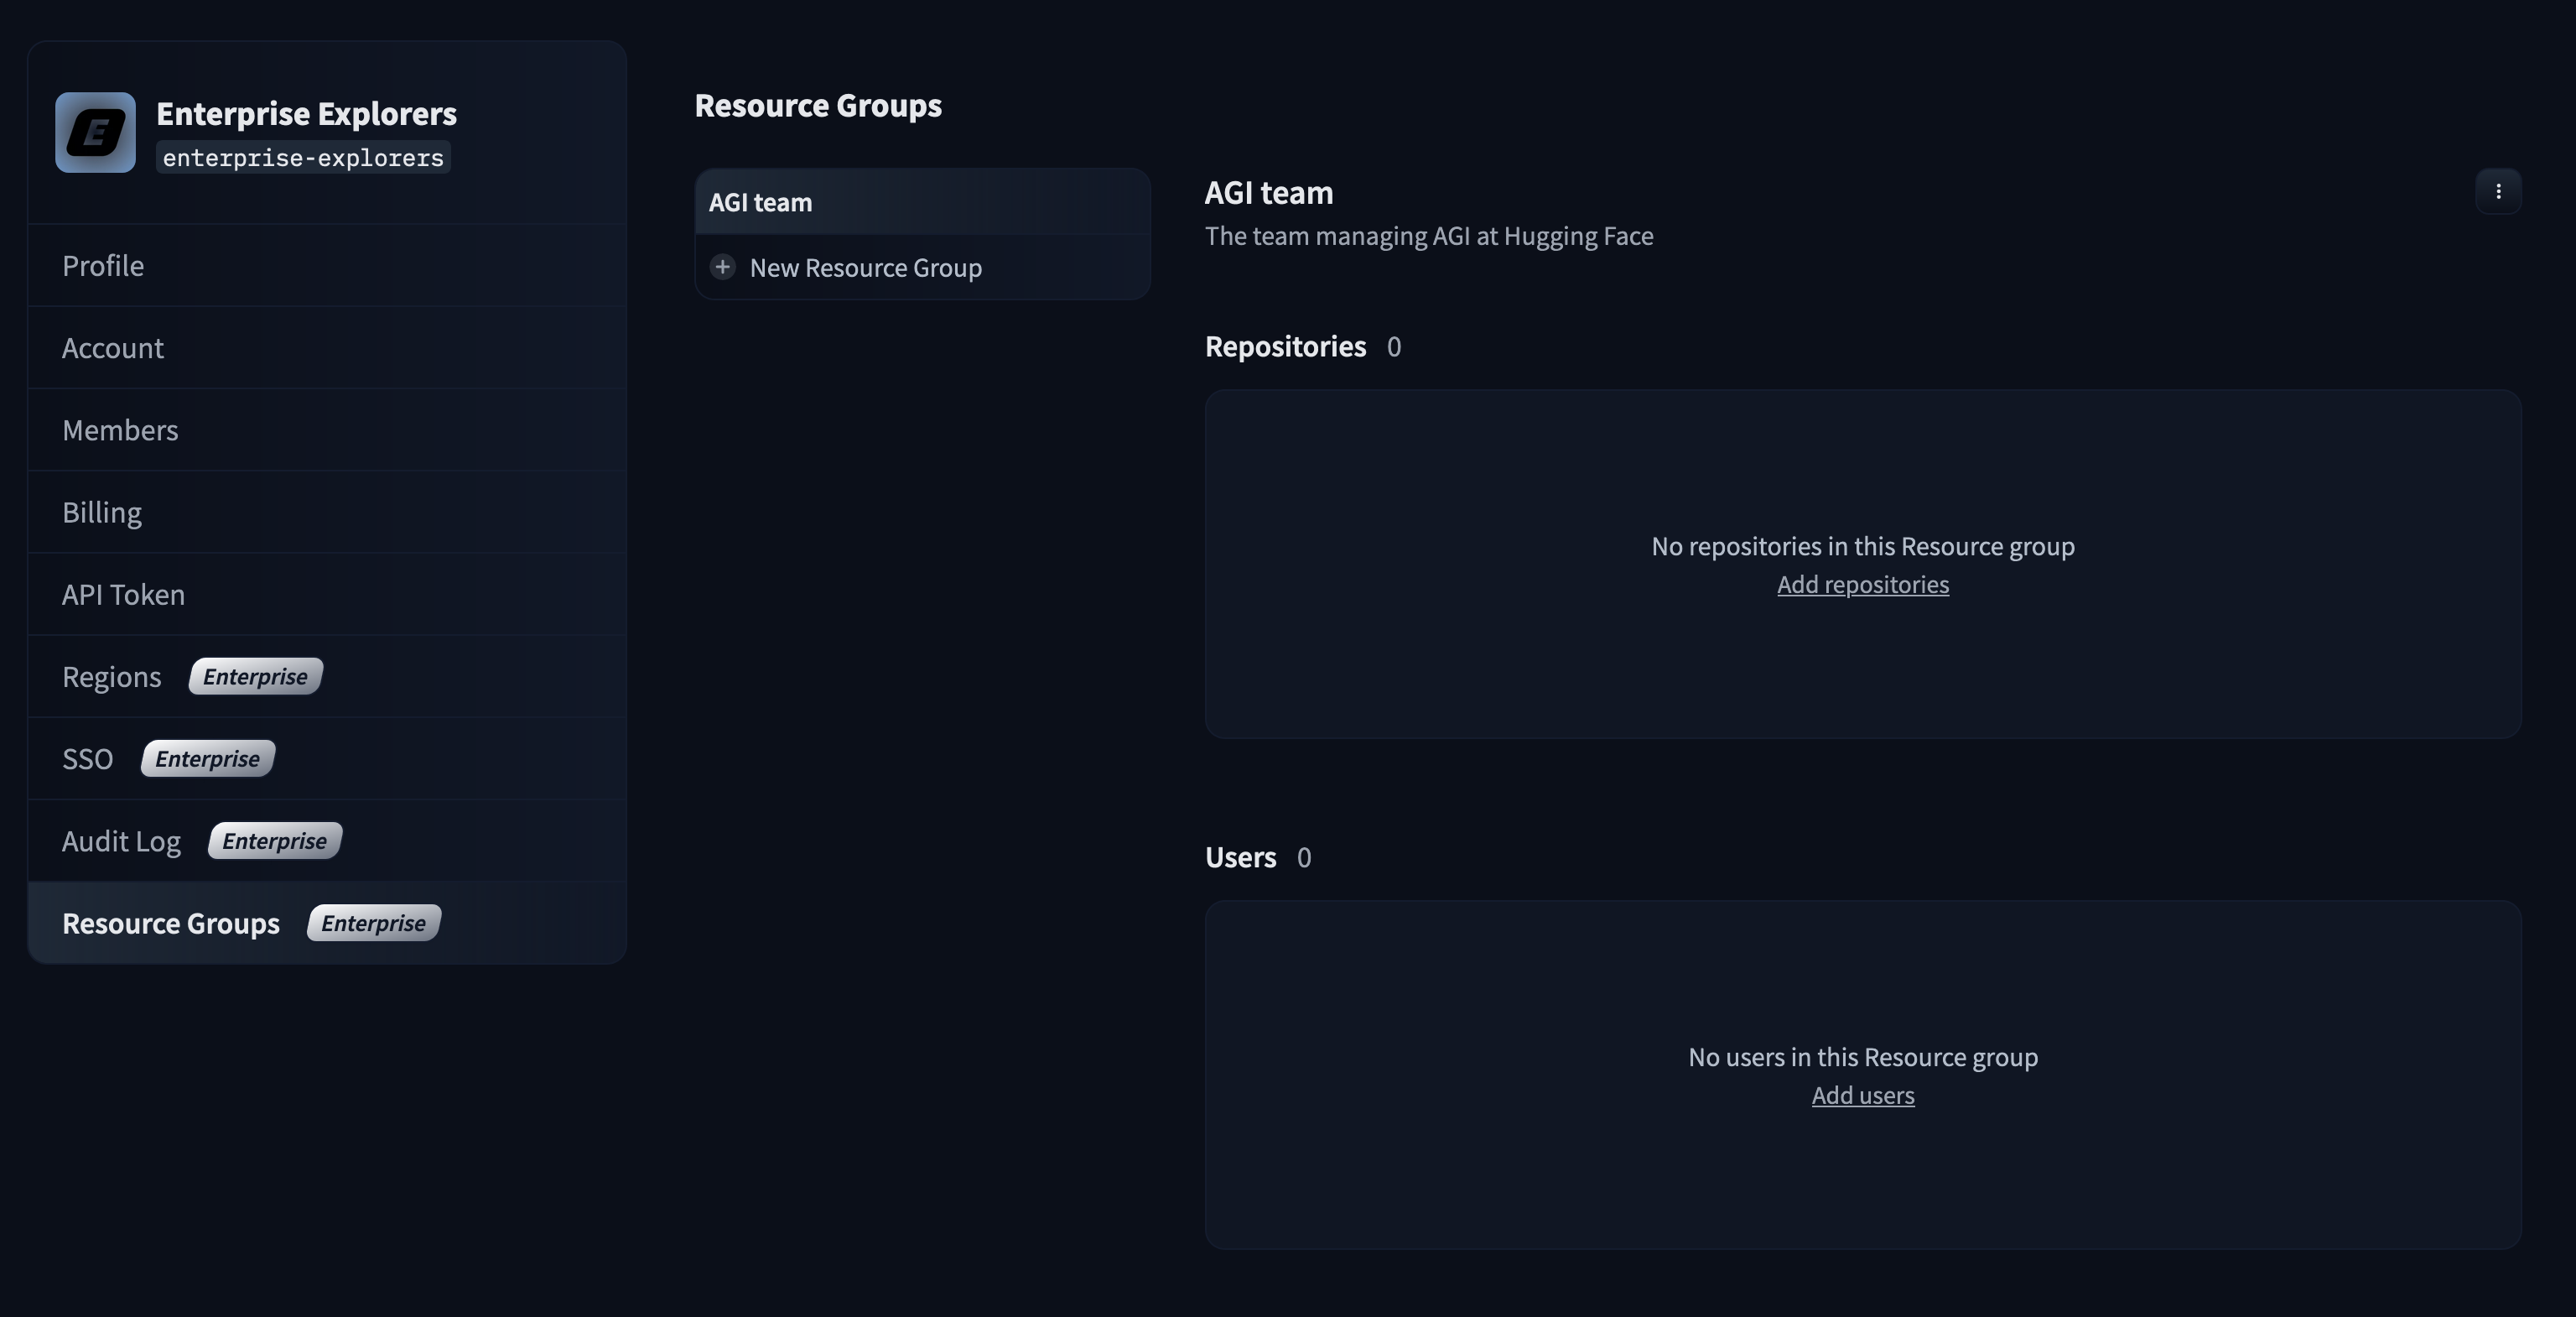 Enterprise Explorers
enterprise-explorers
Profile
Account
Members
Billing
API Token
Regions Enterprise
SSO Enterprise
Audit Log Enterprise
Resource Groups Enterprise
Resource Groups
AGI team
New Resource Group
AGI team
The team managing AGI at Hugging Face
Repositories 0
No repositories in this Resource group
Add repositories
Users 0
No users in this Resource group
Add users